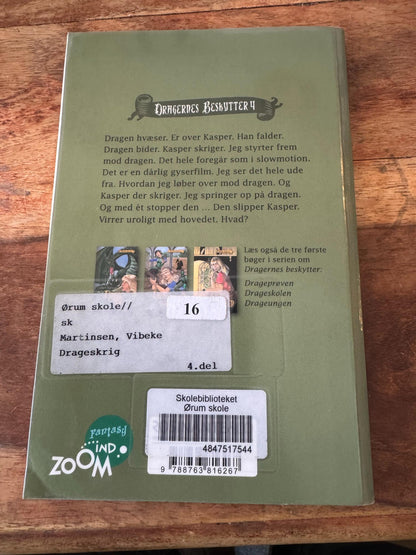 DRAGERNES BESKYTTER 4
Dragen hvæser. Er over Kasper. Han falder.
Dragen bider. Kasper skriger. Jeg styrter frem
mod dragen. Det hele foregår som i slowmotion.
Det er en dårlig gyserfilm. Jeg ser det hele ude
fra. Hvordan jeg løber over mod dragen. Og
Kasper der skriger. Jeg springer op på dragen.
Og med ét stopper den ... Den slipper Kasper.
Virrer uroligt med hovedet. Hvad?
Læs også de tre første
bøger i serien om
Dragernes beskytter:
Drageprøven
Drageskolen
Drageungen
Ørum skole//
16
sk
Martinsen, Vibeke
Drageskrig
4.del
Fantasy
ZOOM IND
Skolebiblioteket
Ørum skole
4847517544
9 788763 816267